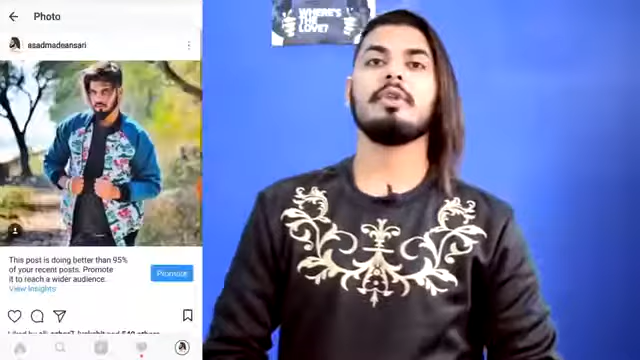 Photo
asadmadeansari
WHERE'S
THE
LOVE?
This post is doing better than 95%
of your recent posts. Promote
it to reach a wider audience.
View Insights
Promote